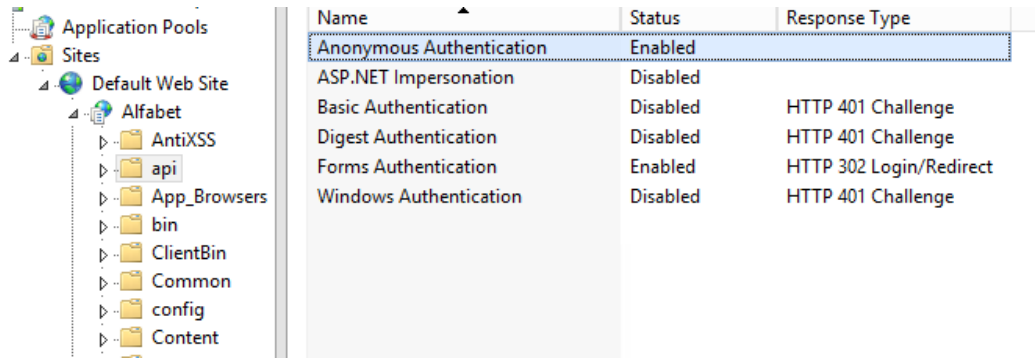 Application Pools
Sites
Default Web Site
Alfabet
AntiXSS
api
App_Browsers
bin
ClientBin
Common
config
Content
Name Status Response Type
Anonymous Authentication Enabled
ASP.NET Impersonation Disabled
Basic Authentication Disabled HTTP 401 Challenge
Digest Authentication Disabled HTTP 401 Challenge
Forms Authentication Enabled HTTP 302 Login/Redirect
Windows Authentication Disabled HTTP 401 Challenge